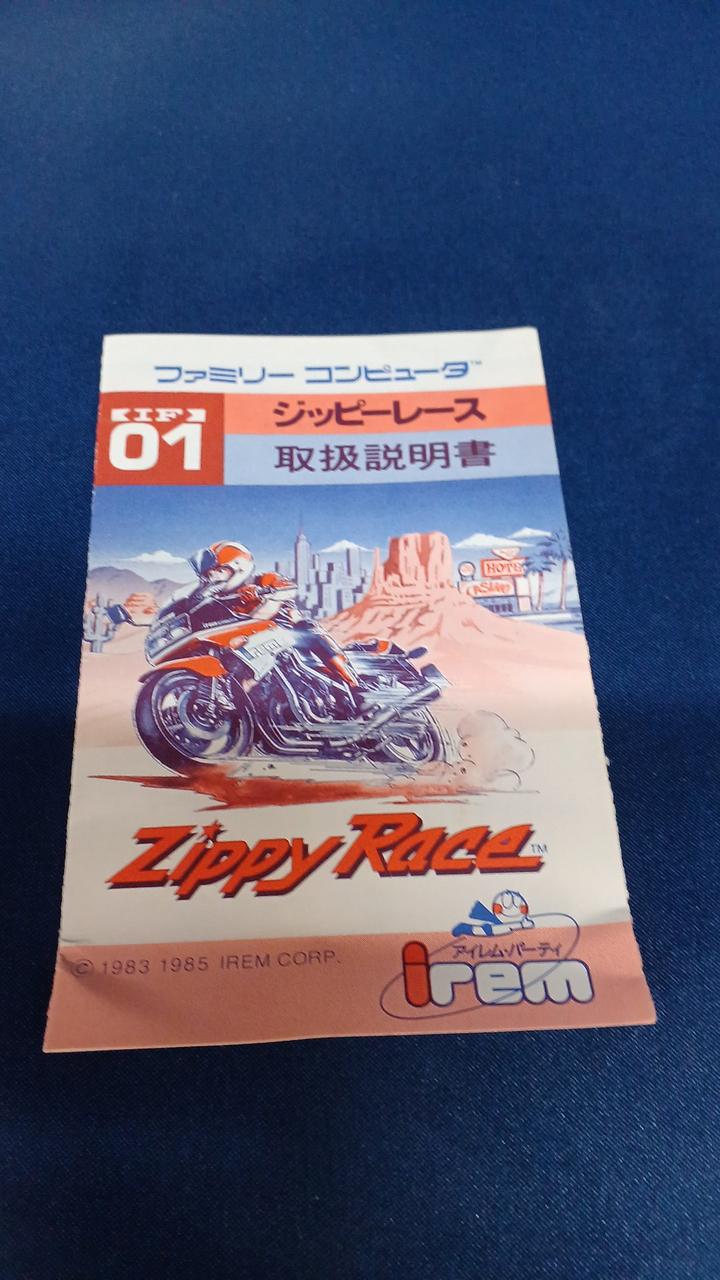 ファミリー コンピュータ™
IF
01
ジッピーレース
取扱説明書
HOTEL
CASINO
irem
Zippy Race™
© 1983 1985 IREM CORP.
アイレム・パーティ
irem